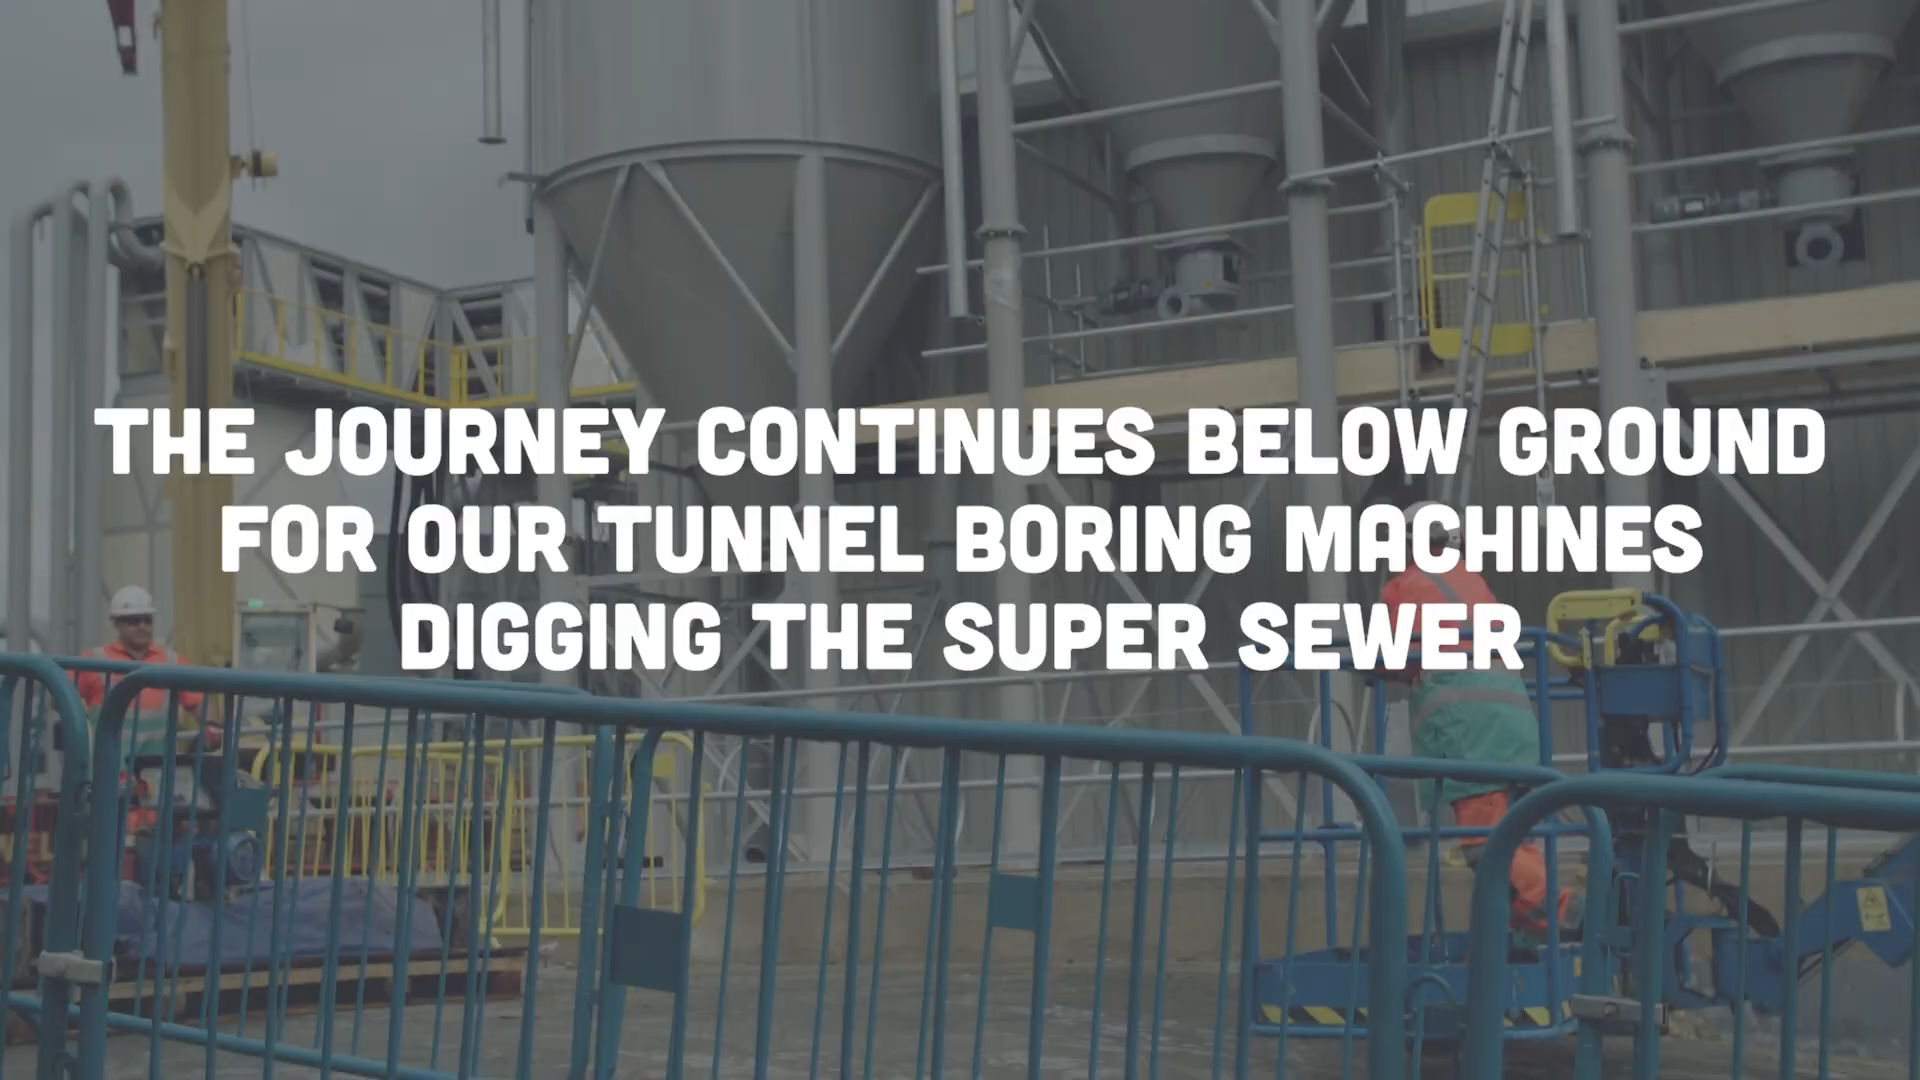 THE JOURNEY CONTINUES BELOW GROUND
FOR OUR TUNNEL BORING MACHINES
DIGGING THE SUPER SEWER